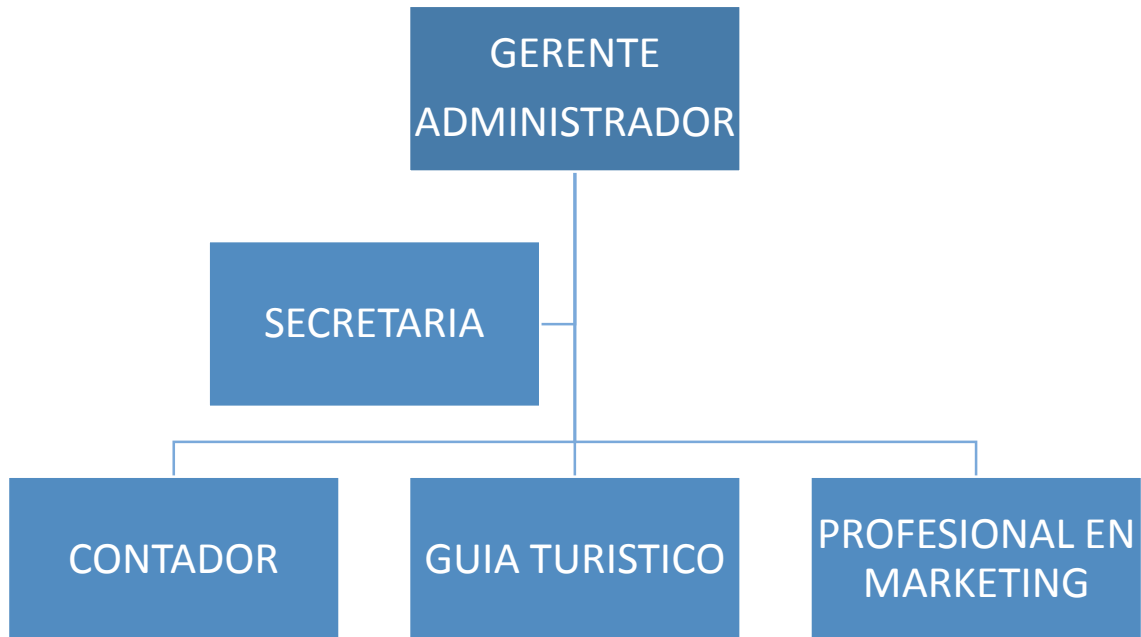 GERENTE
ADMINISTRADOR
SECRETARIA
CONTADOR
GUIA TURISTICO
PROFESIONAL EN
MARKETING